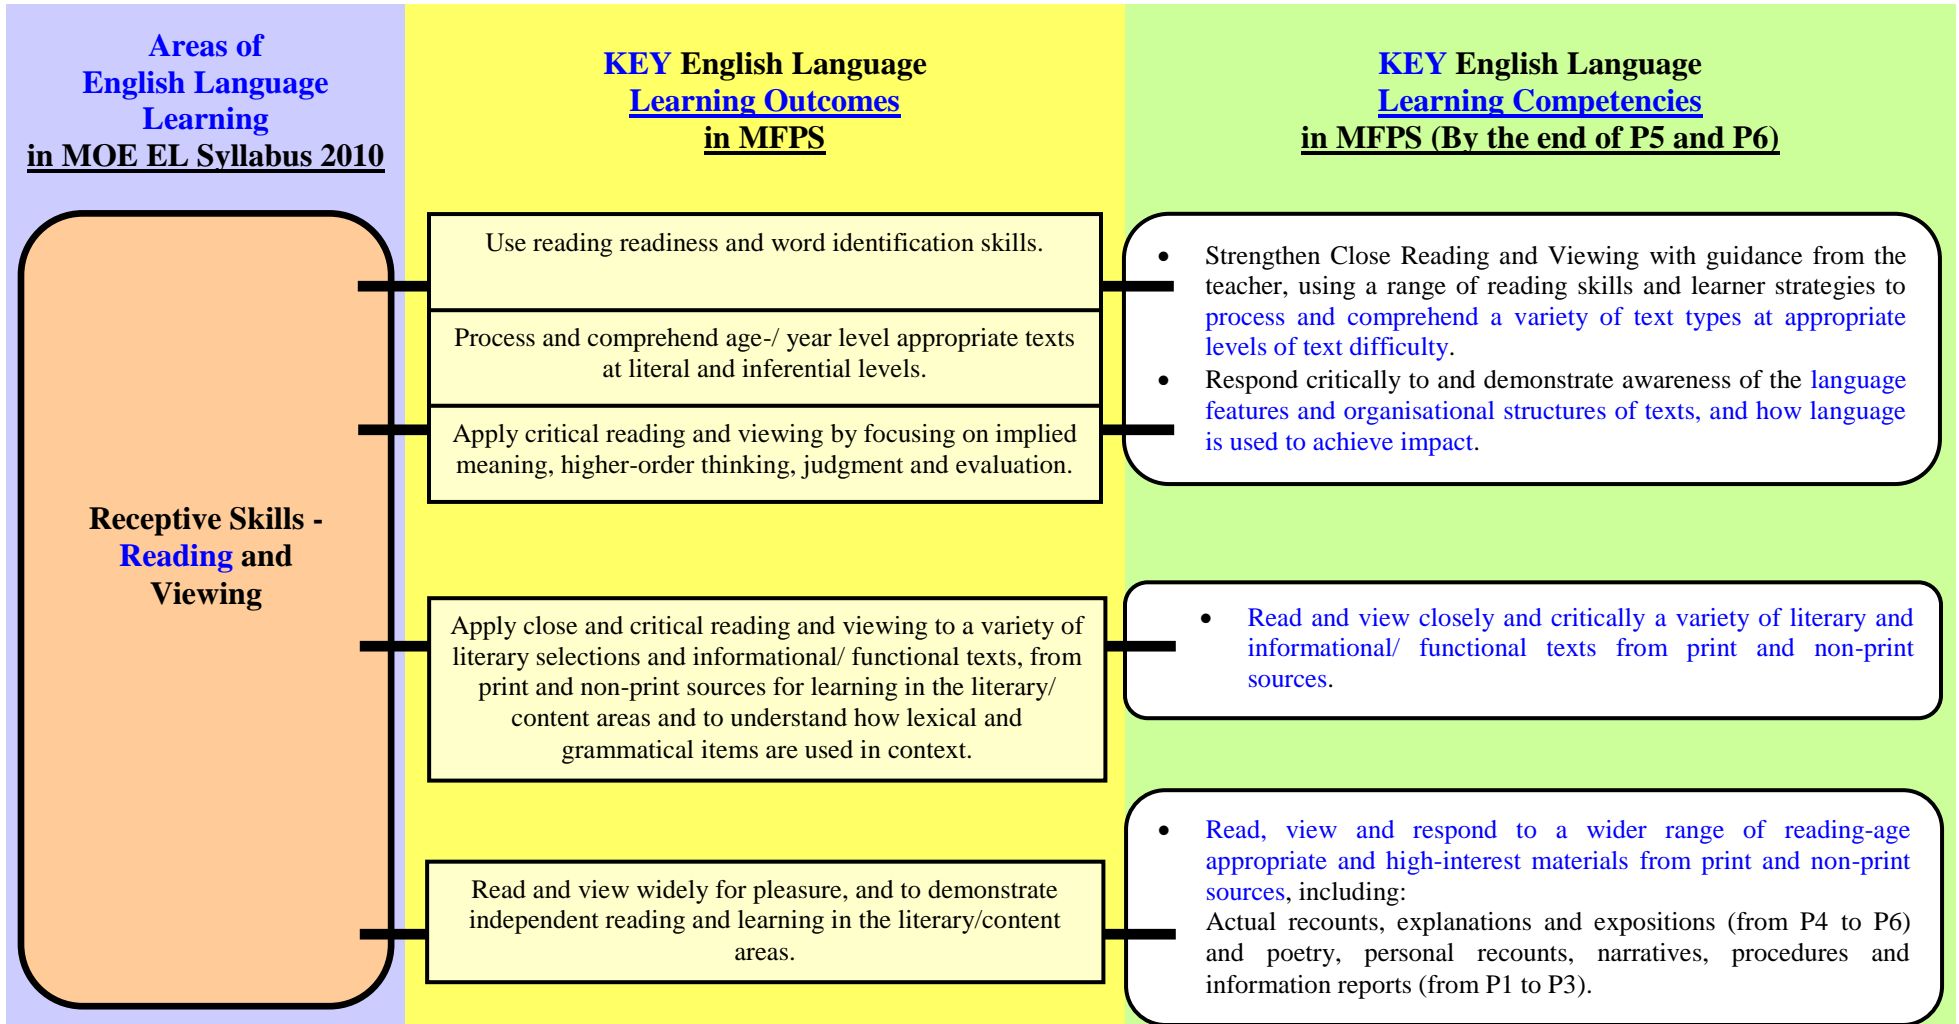 Areas of
English Language
Learning
in MOE EL Syllabus 2010
KEY English Language
Learning Outcomes
in MFPS
KEY English Language
Learning Competencies
in MFPS (By the end of P5 and P6)
Receptive Skills -
Reading and
Viewing
Use reading readiness and word identification skills.
Process and comprehend age-/ year level appropriate texts
at literal and inferential levels.
Apply critical reading and viewing by focusing on implied
meaning, higher-order thinking, judgment and evaluation.
• Strengthen Close Reading and Viewing with guidance from the
teacher, using a range of reading skills and learner strategies to
process and comprehend a variety of text types at appropriate
levels of text difficulty.
• Respond critically to and demonstrate awareness of the language
features and organisational structures of texts, and how language
is used to achieve impact.
Apply close and critical reading and viewing to a variety of
literary selections and informational/ functional texts, from
print and non-print sources for learning in the literary/
content areas and to understand how lexical and
grammatical items are used in context.
• Read and view closely and critically a variety of literary and
informational/ functional texts from print and non-print
sources.
Read and view widely for pleasure, and to demonstrate
independent reading and learning in the literary/content
areas.
• Read, view and respond to a wider range of reading-age
appropriate and high-interest materials from print and non-print
sources, including:
Actual recounts, explanations and expositions (from P4 to P6)
and poetry, personal recounts, narratives, procedures and
information reports (from P1 to P3).